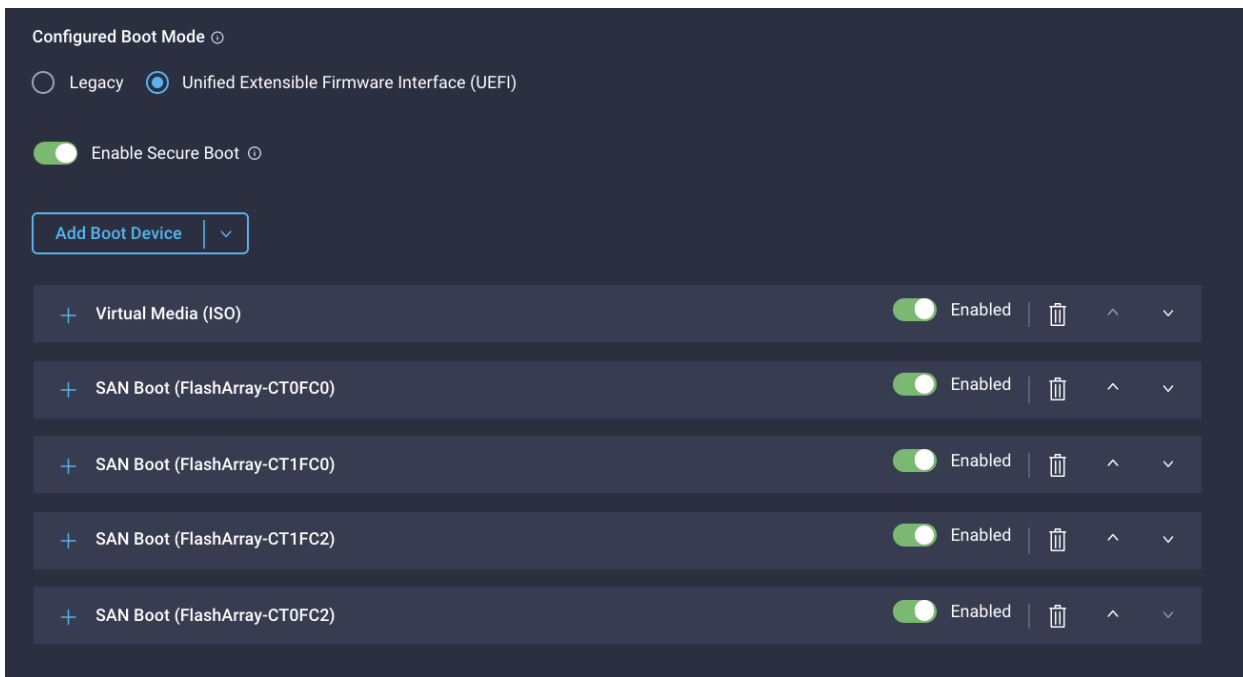 Configured Boot Mode
Legacy Unified Extensible Firmware Interface (UEFI)
Enable Secure Boot
Add Boot Device
Virtual Media (ISO) Enabled
SAN Boot (FlashArray-CT0FC0) Enabled
SAN Boot (FlashArray-CT1FC0) Enabled
SAN Boot (FlashArray-CT1FC2) Enabled
SAN Boot (FlashArray-CT0FC2) Enabled